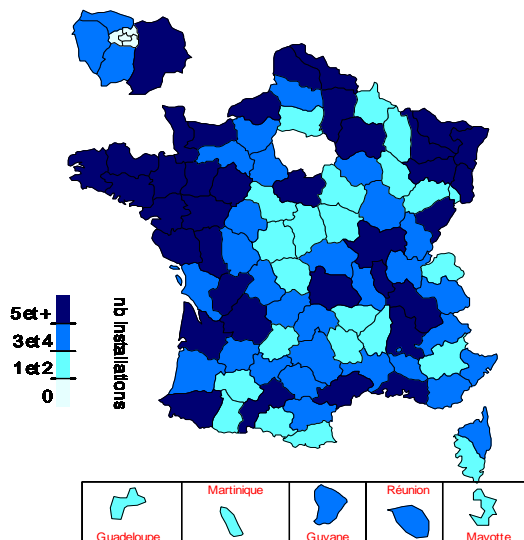 5 et +
3 et 4
1 et 2
0
nb installations
Martinique
Réunion
Guadeloupe
Guyane
Mayotte